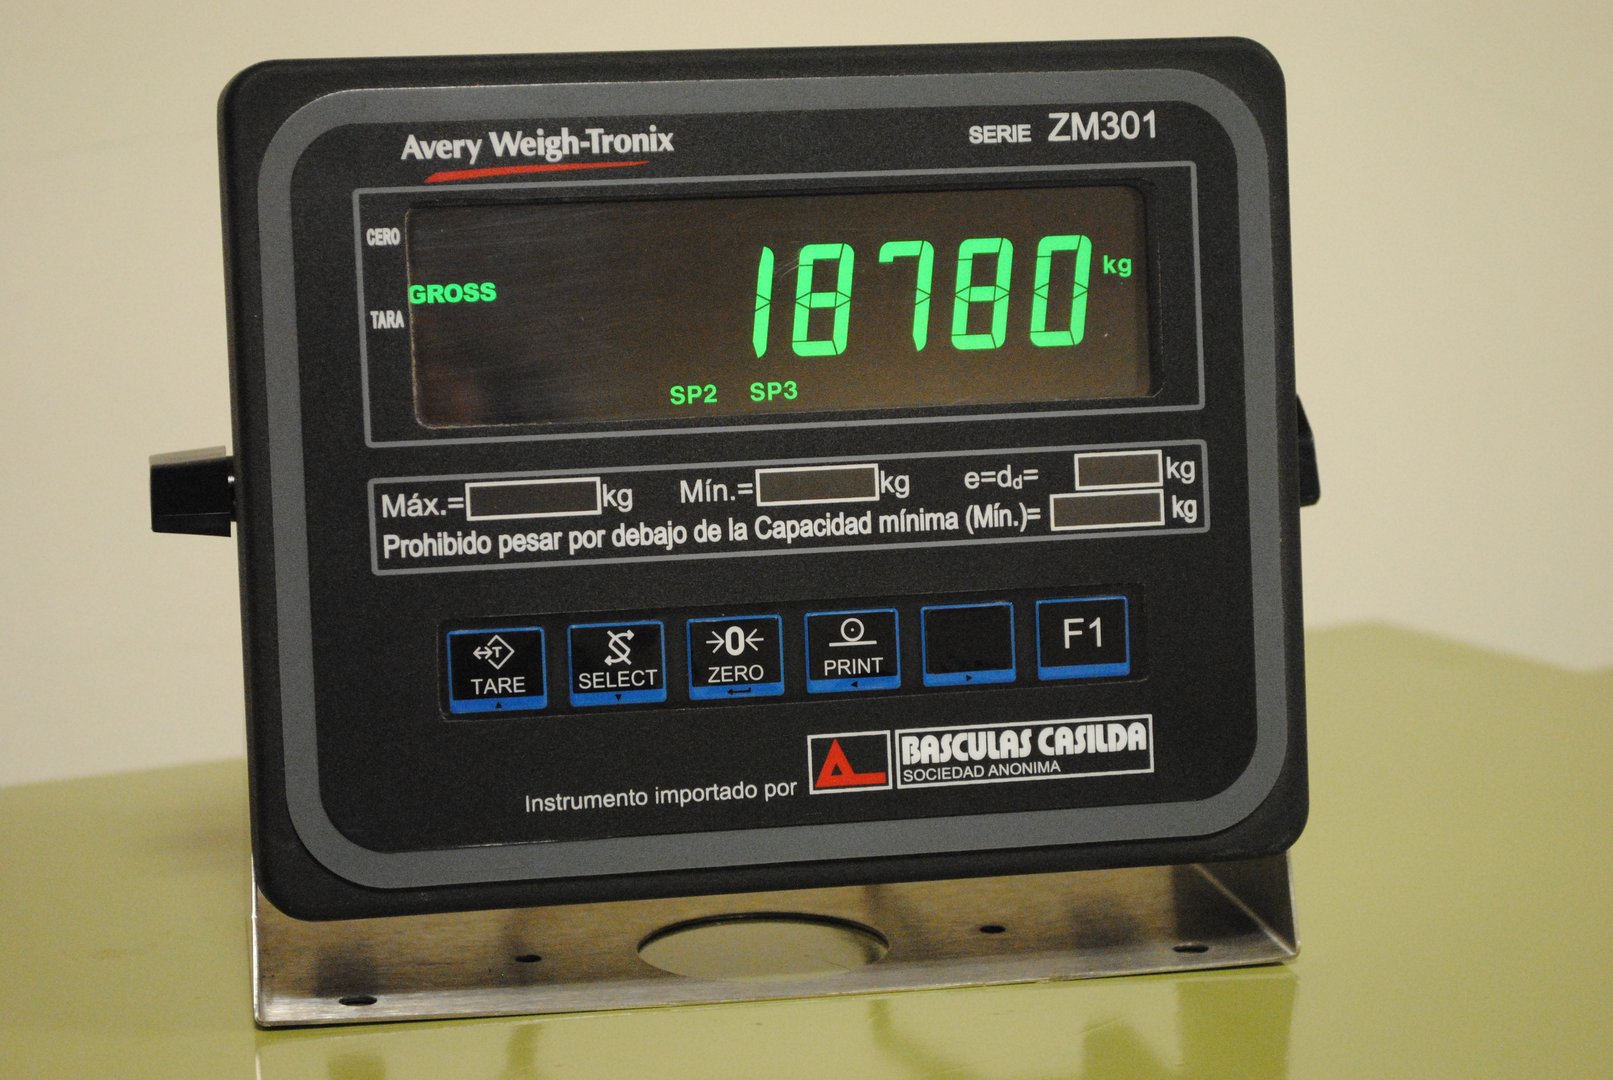 Avery Weigh-Tronix
SERIE ZM301
CERO
GROSS
TARA
18780 kg
SP2 SP3
Máx.= kg Mín.= kg e=dd= kg
Prohibido pesar por debajo de la Capacidad mínima (Mín.)= kg
TARE
SELECT
→0←
ZERO
PRINT
F1
Instrumento importado por
BASCULAS CASILDA
SOCIEDAD ANONIMA